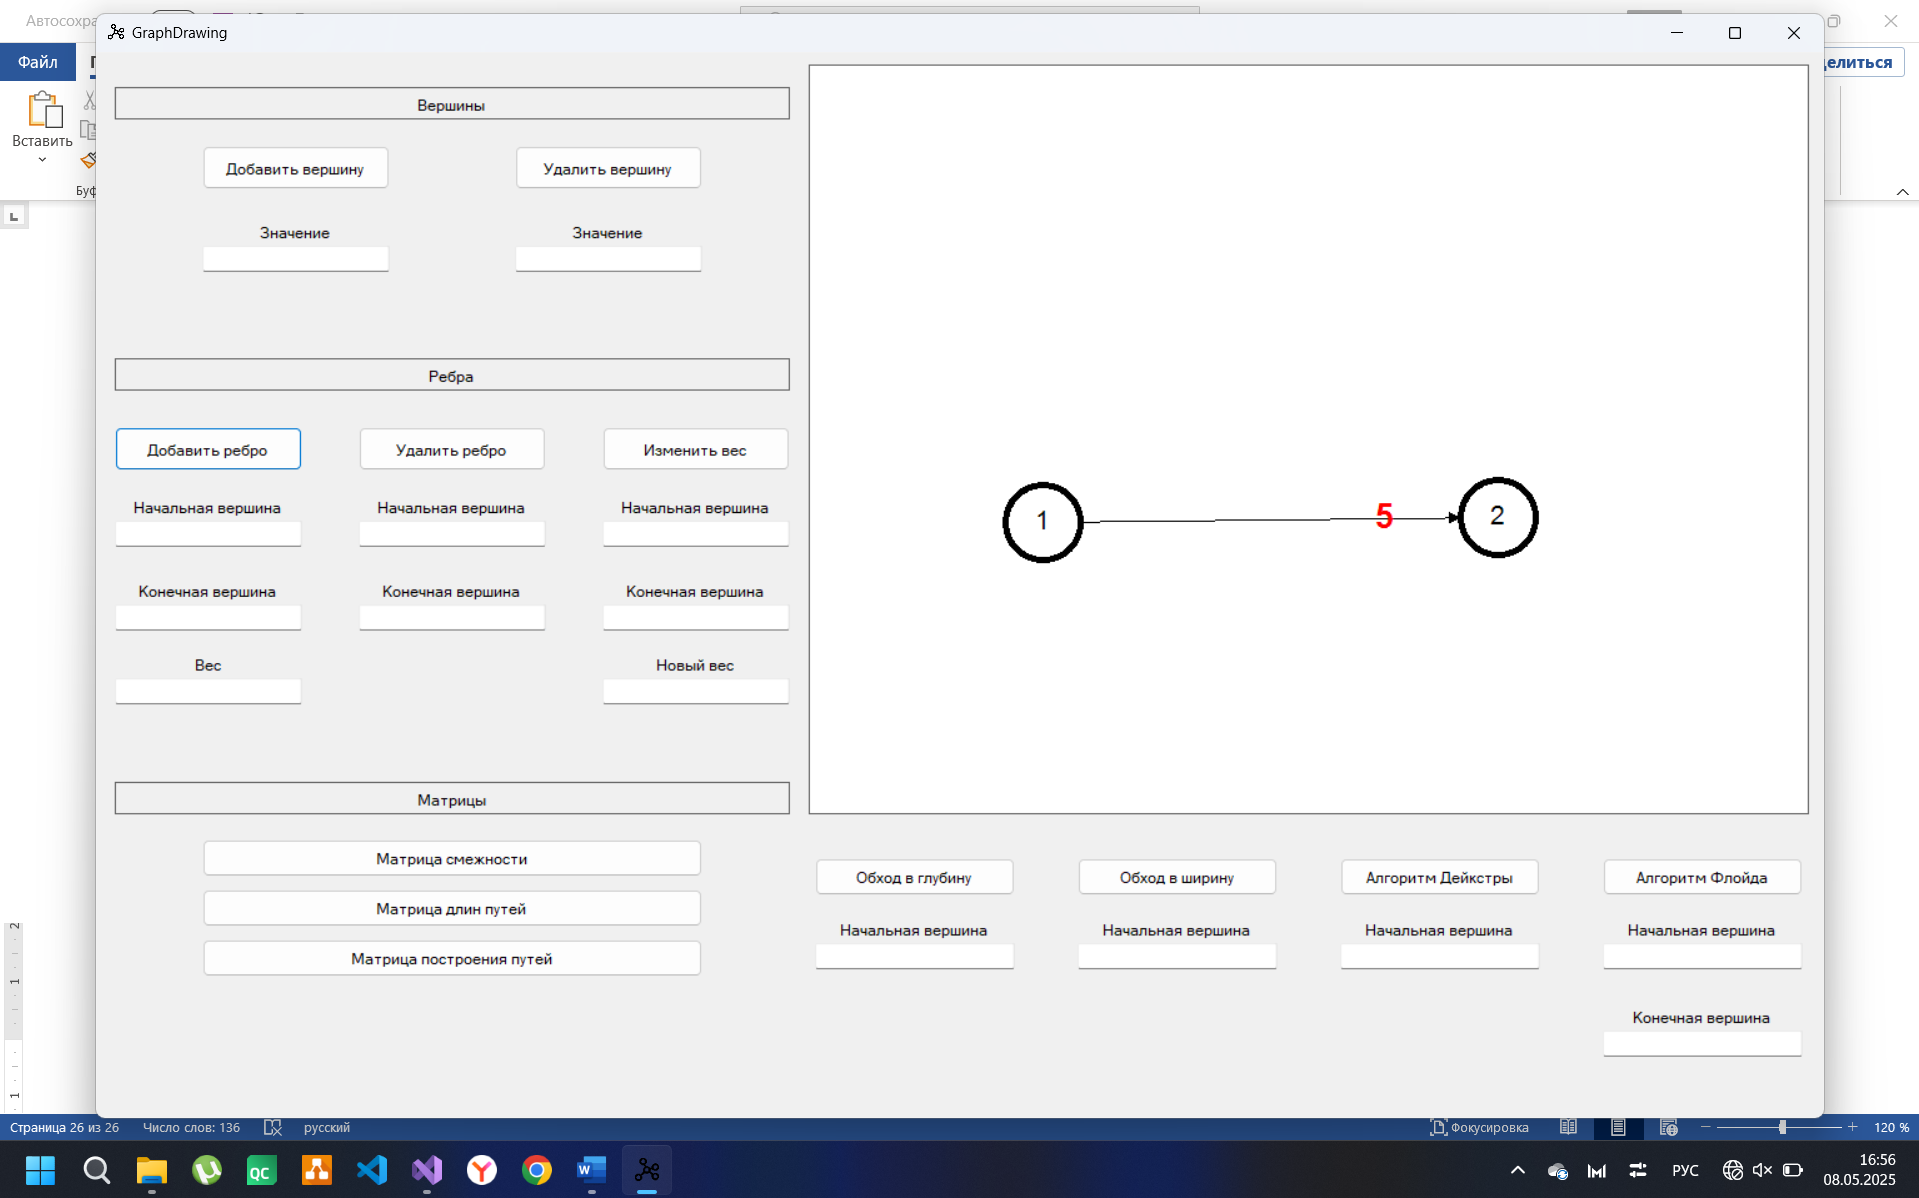 GraphDrawing
Файл
Вставить
елиться
Вершины
Добавить вершину
Удалить вершину
Значение
Значение
Ребра
Добавить ребро
Удалить ребро
Изменить вес
Начальная вершина
Начальная вершина
Начальная вершина
Конечная вершина
Конечная вершина
Конечная вершина
Вес
Новый вес
1
5
2
Матрицы
Матрица смежности
Матрица длин путей
Матрица построения путей
Обход в глубину
Обход в ширину
Алгоритм Дейкстры
Алгоритм Флойда
Начальная вершина
Начальная вершина
Начальная вершина
Начальная вершина
Конечная вершина
2
1
1
Страница 26 из 26
Число слов: 136
русский
Фокусировка
120 %
QC
РУС
16:56
08.05.2025